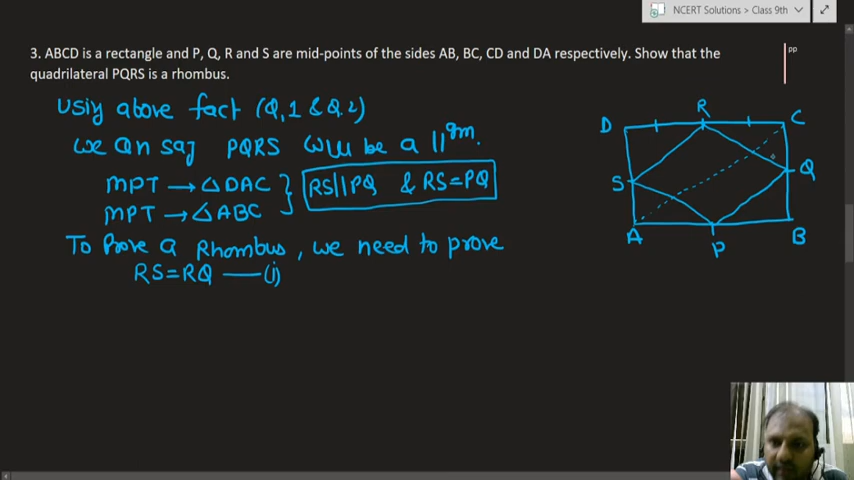 NCERT Solutions > Class 9th
3. ABCD is a rectangle and P, Q, R and S are mid-points of the sides AB, BC, CD and DA respectively. Show that the
quadrilateral PQRS is a rhombus.
pp
Using above fact (Q,1 & Q.2)
we can say PQRS will be a ||gm.
MPT → △DAC } RS||PQ & RS=PQ
MPT → △ABC
To Prove a Rhombus, we need to prove
RS=RQ —(i)
D R C
S Q
A P B